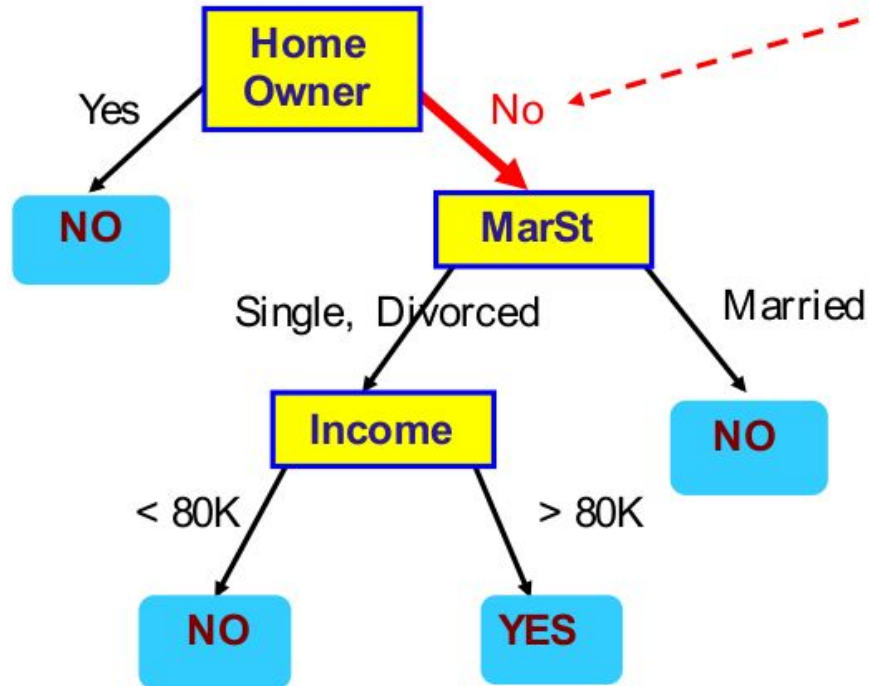 Home
Owner
Yes
No
NO
MarSt
Single, Divorced
Married
Income
NO
< 80K
> 80K
NO
YES